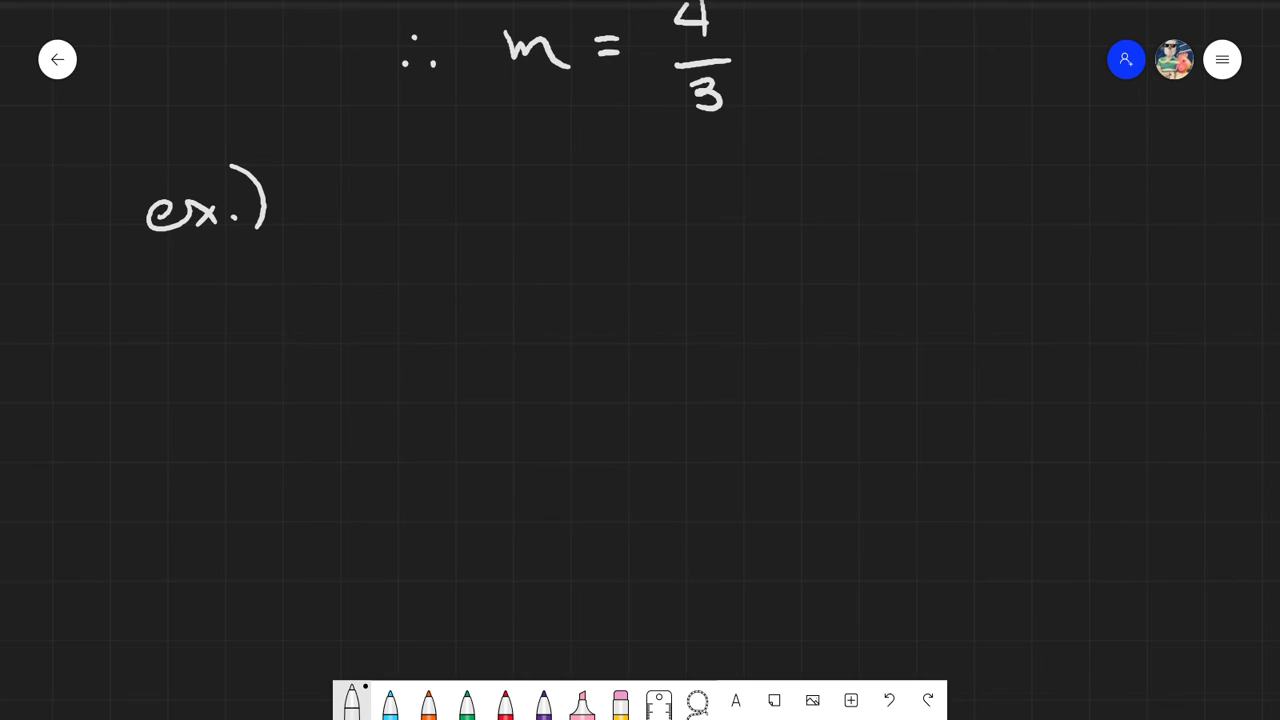 ∴ m = 4/3
ex.)
A